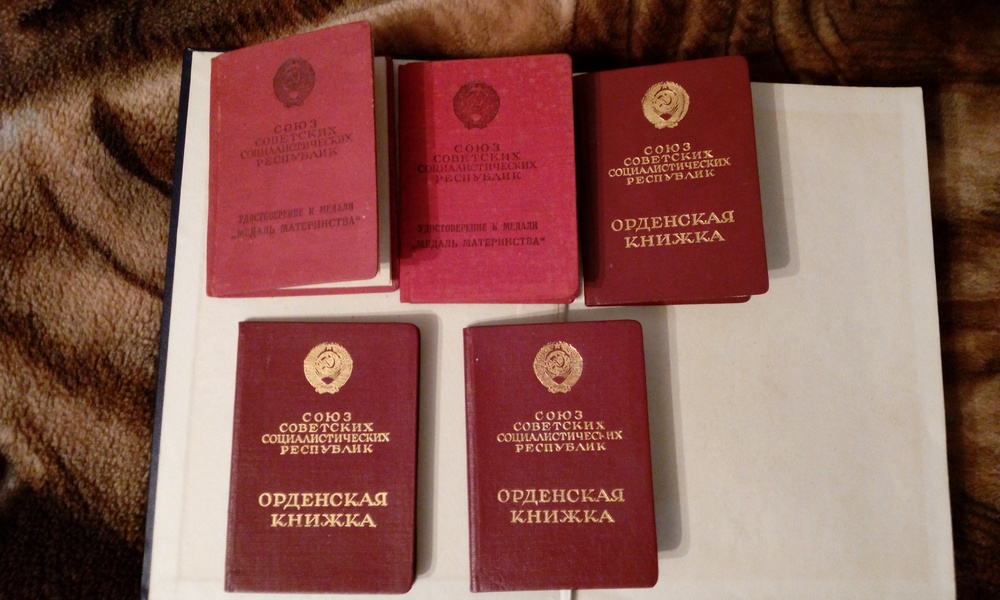 СОЮЗ
СОВЕТСКИХ
СОЦИАЛИСТИЧЕСКИХ
РЕСПУБЛИК
УДОСТОВЕРЕНИЕ К МЕДАЛИ
„МЕДАЛЬ МАТЕРИНСТВА“
СОЮЗ
СОВЕТСКИХ
СОЦИАЛИСТИЧЕСКИХ
РЕСПУБЛИК
УДОСТОВЕРЕНИЕ К МЕДАЛИ
„МЕДАЛЬ МАТЕРИНСТВА“
СОЮЗ
СОВЕТСКИХ
СОЦИАЛИСТИЧЕСКИХ
РЕСПУБЛИК
ОРДЕНСКАЯ
КНИЖКА
СОЮЗ
СОВЕТСКИХ
СОЦИАЛИСТИЧЕСКИХ
РЕСПУБЛИК
ОРДЕНСКАЯ
КНИЖКА
СОЮЗ
СОВЕТСКИХ
СОЦИАЛИСТИЧЕСКИХ
РЕСПУБЛИК
ОРДЕНСКАЯ
КНИЖКА